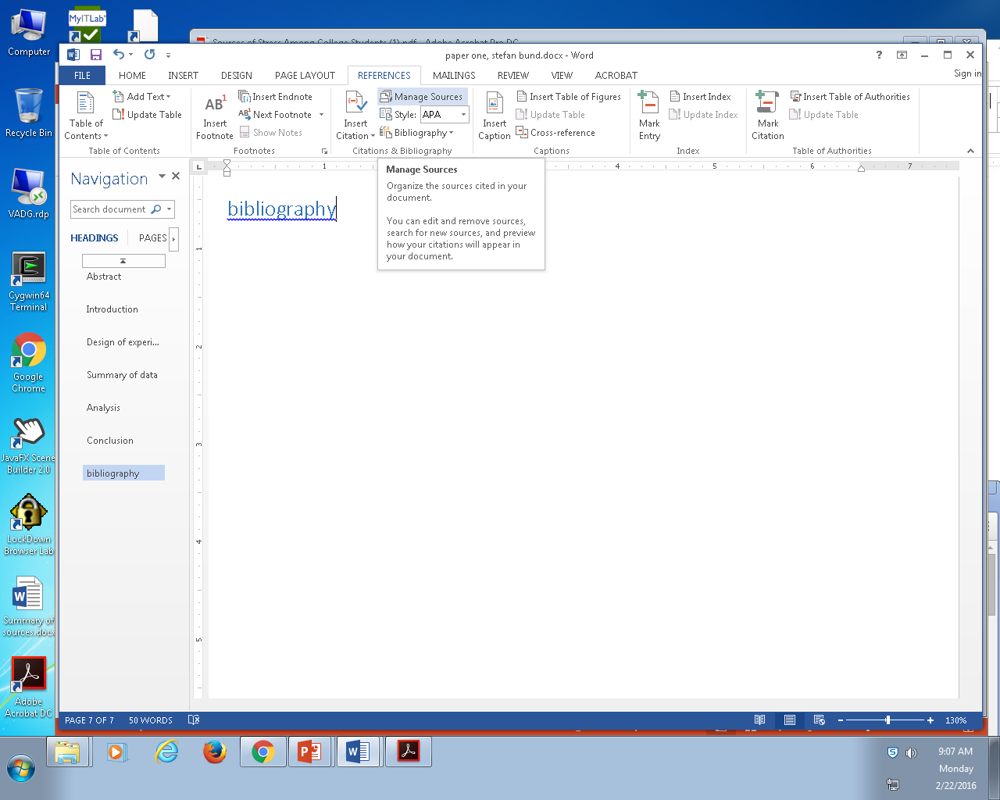 MyITLab
Computer
Sources of Stress Among College Students (1).pdf - Adobe Acrobat Pro DC
paper one, stefan bund.docx - Word
?
FILE HOME INSERT DESIGN PAGE LAYOUT REFERENCES MAILINGS REVIEW VIEW ACROBAT Sign in
Table of
Contents
Add Text
Update Table
Table of Contents
AB1
Insert
Footnote
Insert Endnote
Next Footnote
Show Notes
Footnotes
Insert
Citation
Manage Sources
Style: APA
Bibliography
Citations & Bibliography
Insert
Caption
Insert Table of Figures
Update Table
Cross-reference
Captions
Mark
Entry
Insert Index
Update Index
Index
Mark
Citation
Insert Table of Authorities
Update Table
Table of Authorities
Manage Sources
Organize the sources cited in your
document.
You can edit and remove sources,
search for new sources, and preview
how your citations will appear in
your document.
1 4 5 6 7
1
2
3
4
5
Navigation
Search document
HEADINGS PAGES
Abstract
Introduction
Design of experi...
Summary of data
Analysis
Conclusion
bibliography
bibliography
Recycle Bin
VADG.rdp
Cygwin64
Terminal
Google
Chrome
JavaFX Scene
Builder 2.0
LockDown
Browser Lab
Summary of
sources.docx
Adobe
Acrobat DC
PAGE 7 OF 7 50 WORDS 130%
9:07 AM
Monday
2/22/2016